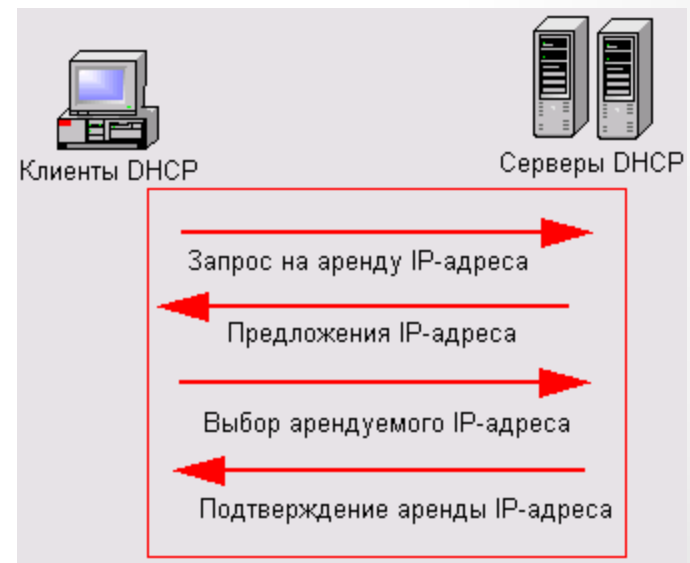 Клиенты DHCP
Серверы DHCP
Запрос на аренду IP-адреса
Предложения IP-адреса
Выбор арендуемого IP-адреса
Подтверждение аренды IP-адреса